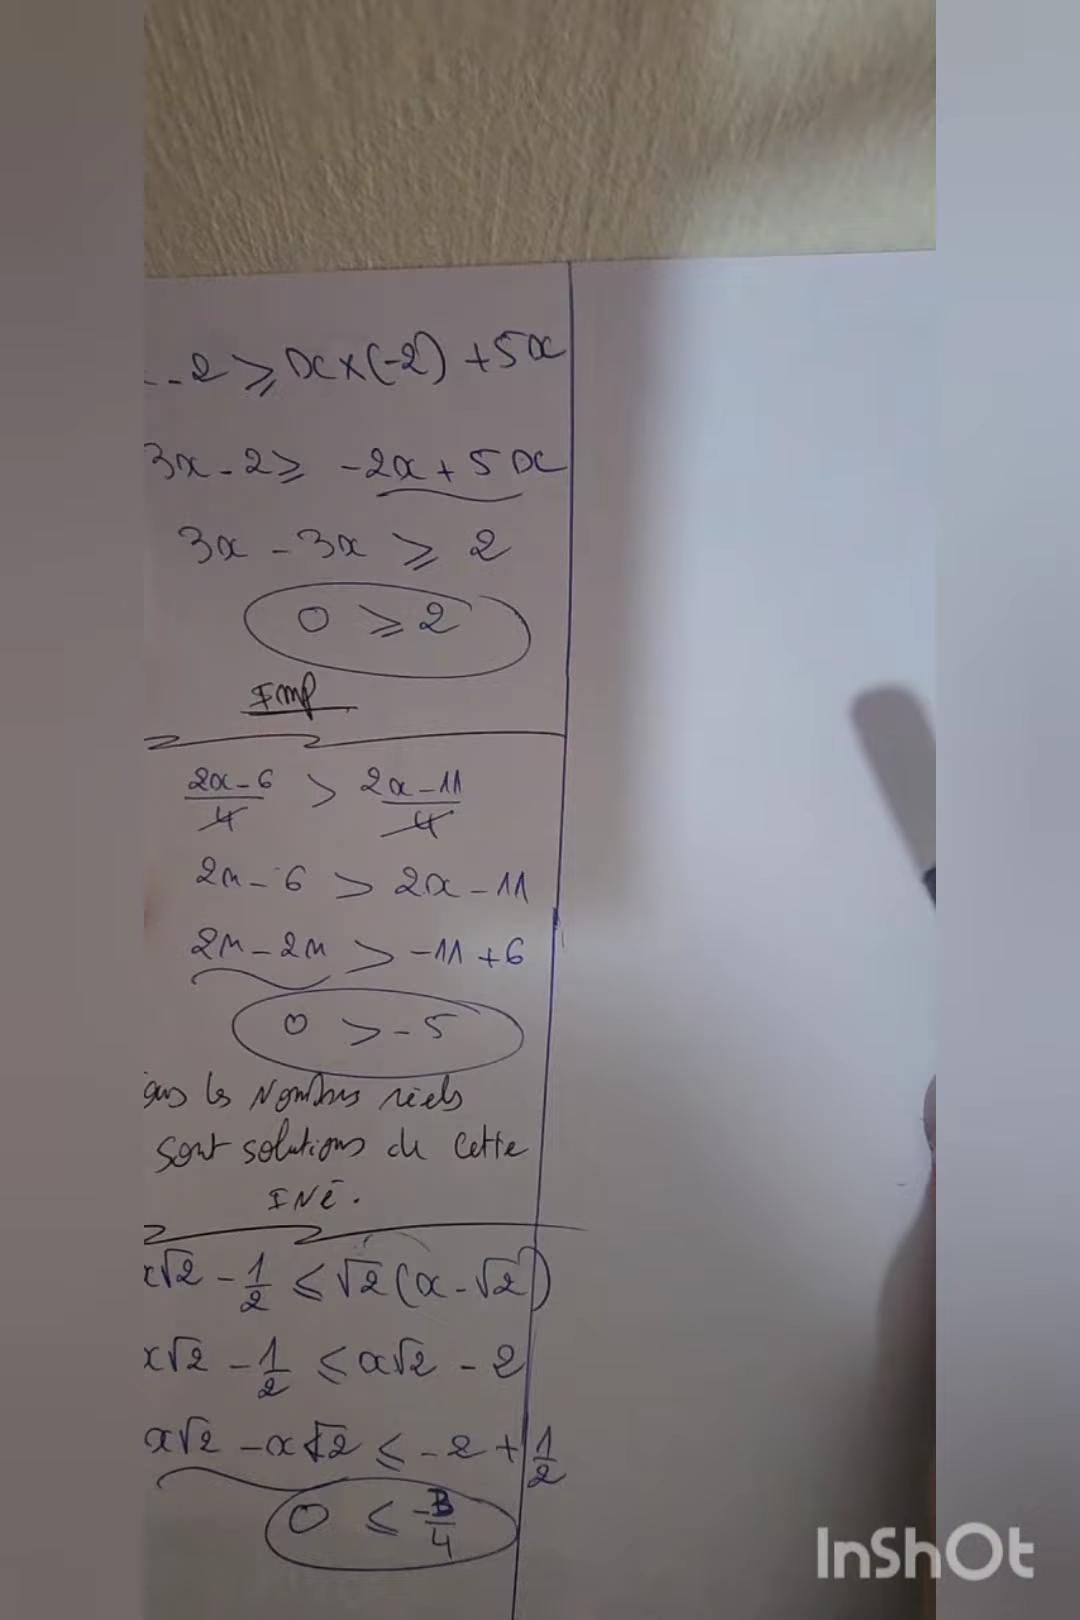 --2 ⩾ x×(-2) +5x
3x-2 ⩾ -2x+5x
3x - 3x ⩾ 2
0 ⩾ 2
Imp
2x-6/4 > 2x-11/4
2x-6 > 2x-11
2x-2x > -11+6
0 > -5
les Nombres réels
sont solutions de cette
INÉ.
x√2 - 1/2 ⩽ √2(x-√2)
x√2 - 1/2 ⩽ x√2 - 2
x√2 - x√2 ⩽ -2 + 1/2
0 ⩽ -3/4
InShOt